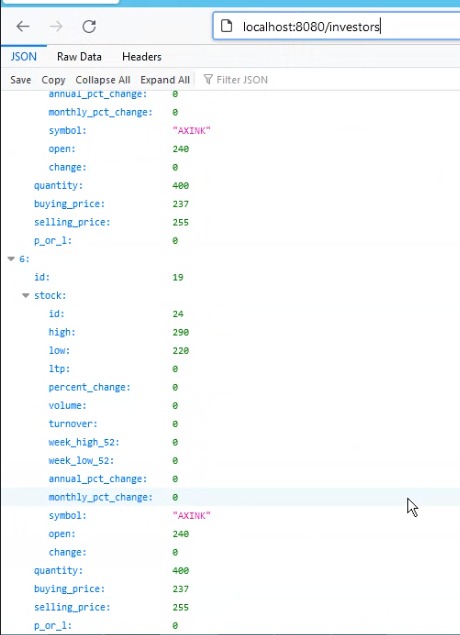 localhost:8080/investors
JSON Raw Data Headers
Save Copy Collapse All Expand All Filter JSON
annual_pct_change: 0
monthly_pct_change: 0
symbol: "AXINK"
open: 240
change: 0
quantity: 400
buying_price: 237
selling_price: 255
p_or_l: 0
6:
id: 19
stock:
id: 24
high: 290
low: 220
ltp: 0
percent_change: 0
volume: 0
turnover: 0
week_high_52: 0
week_low_52: 0
annual_pct_change: 0
monthly_pct_change: 0
symbol: "AXINK"
open: 240
change: 0
quantity: 400
buying_price: 237
selling_price: 255
p_or_l: 0